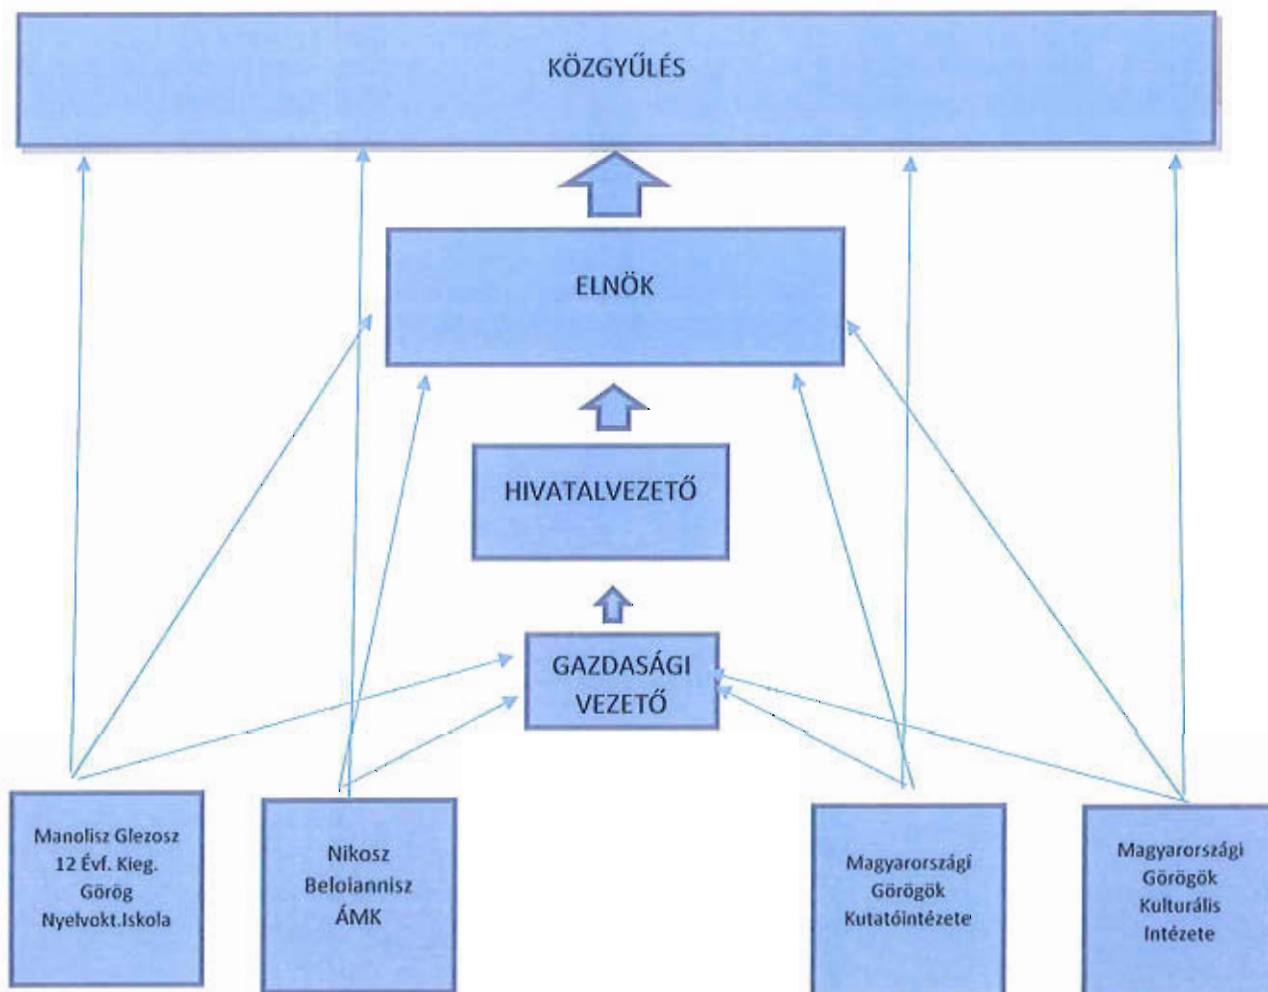 KÖZGYŰLÉS
ELNÖK
HIVATALVEZETŐ
GAZDASÁGI
VEZETŐ
Manolisz Glezosz
12 Évf. Kieg.
Görög
Nyelvokt.Iskola
Nikosz
Beloiannisz
ÁMK
Magyarországi
Görögök
Kutatóintézete
Magyarországi
Görögök
Kulturális
Intézete